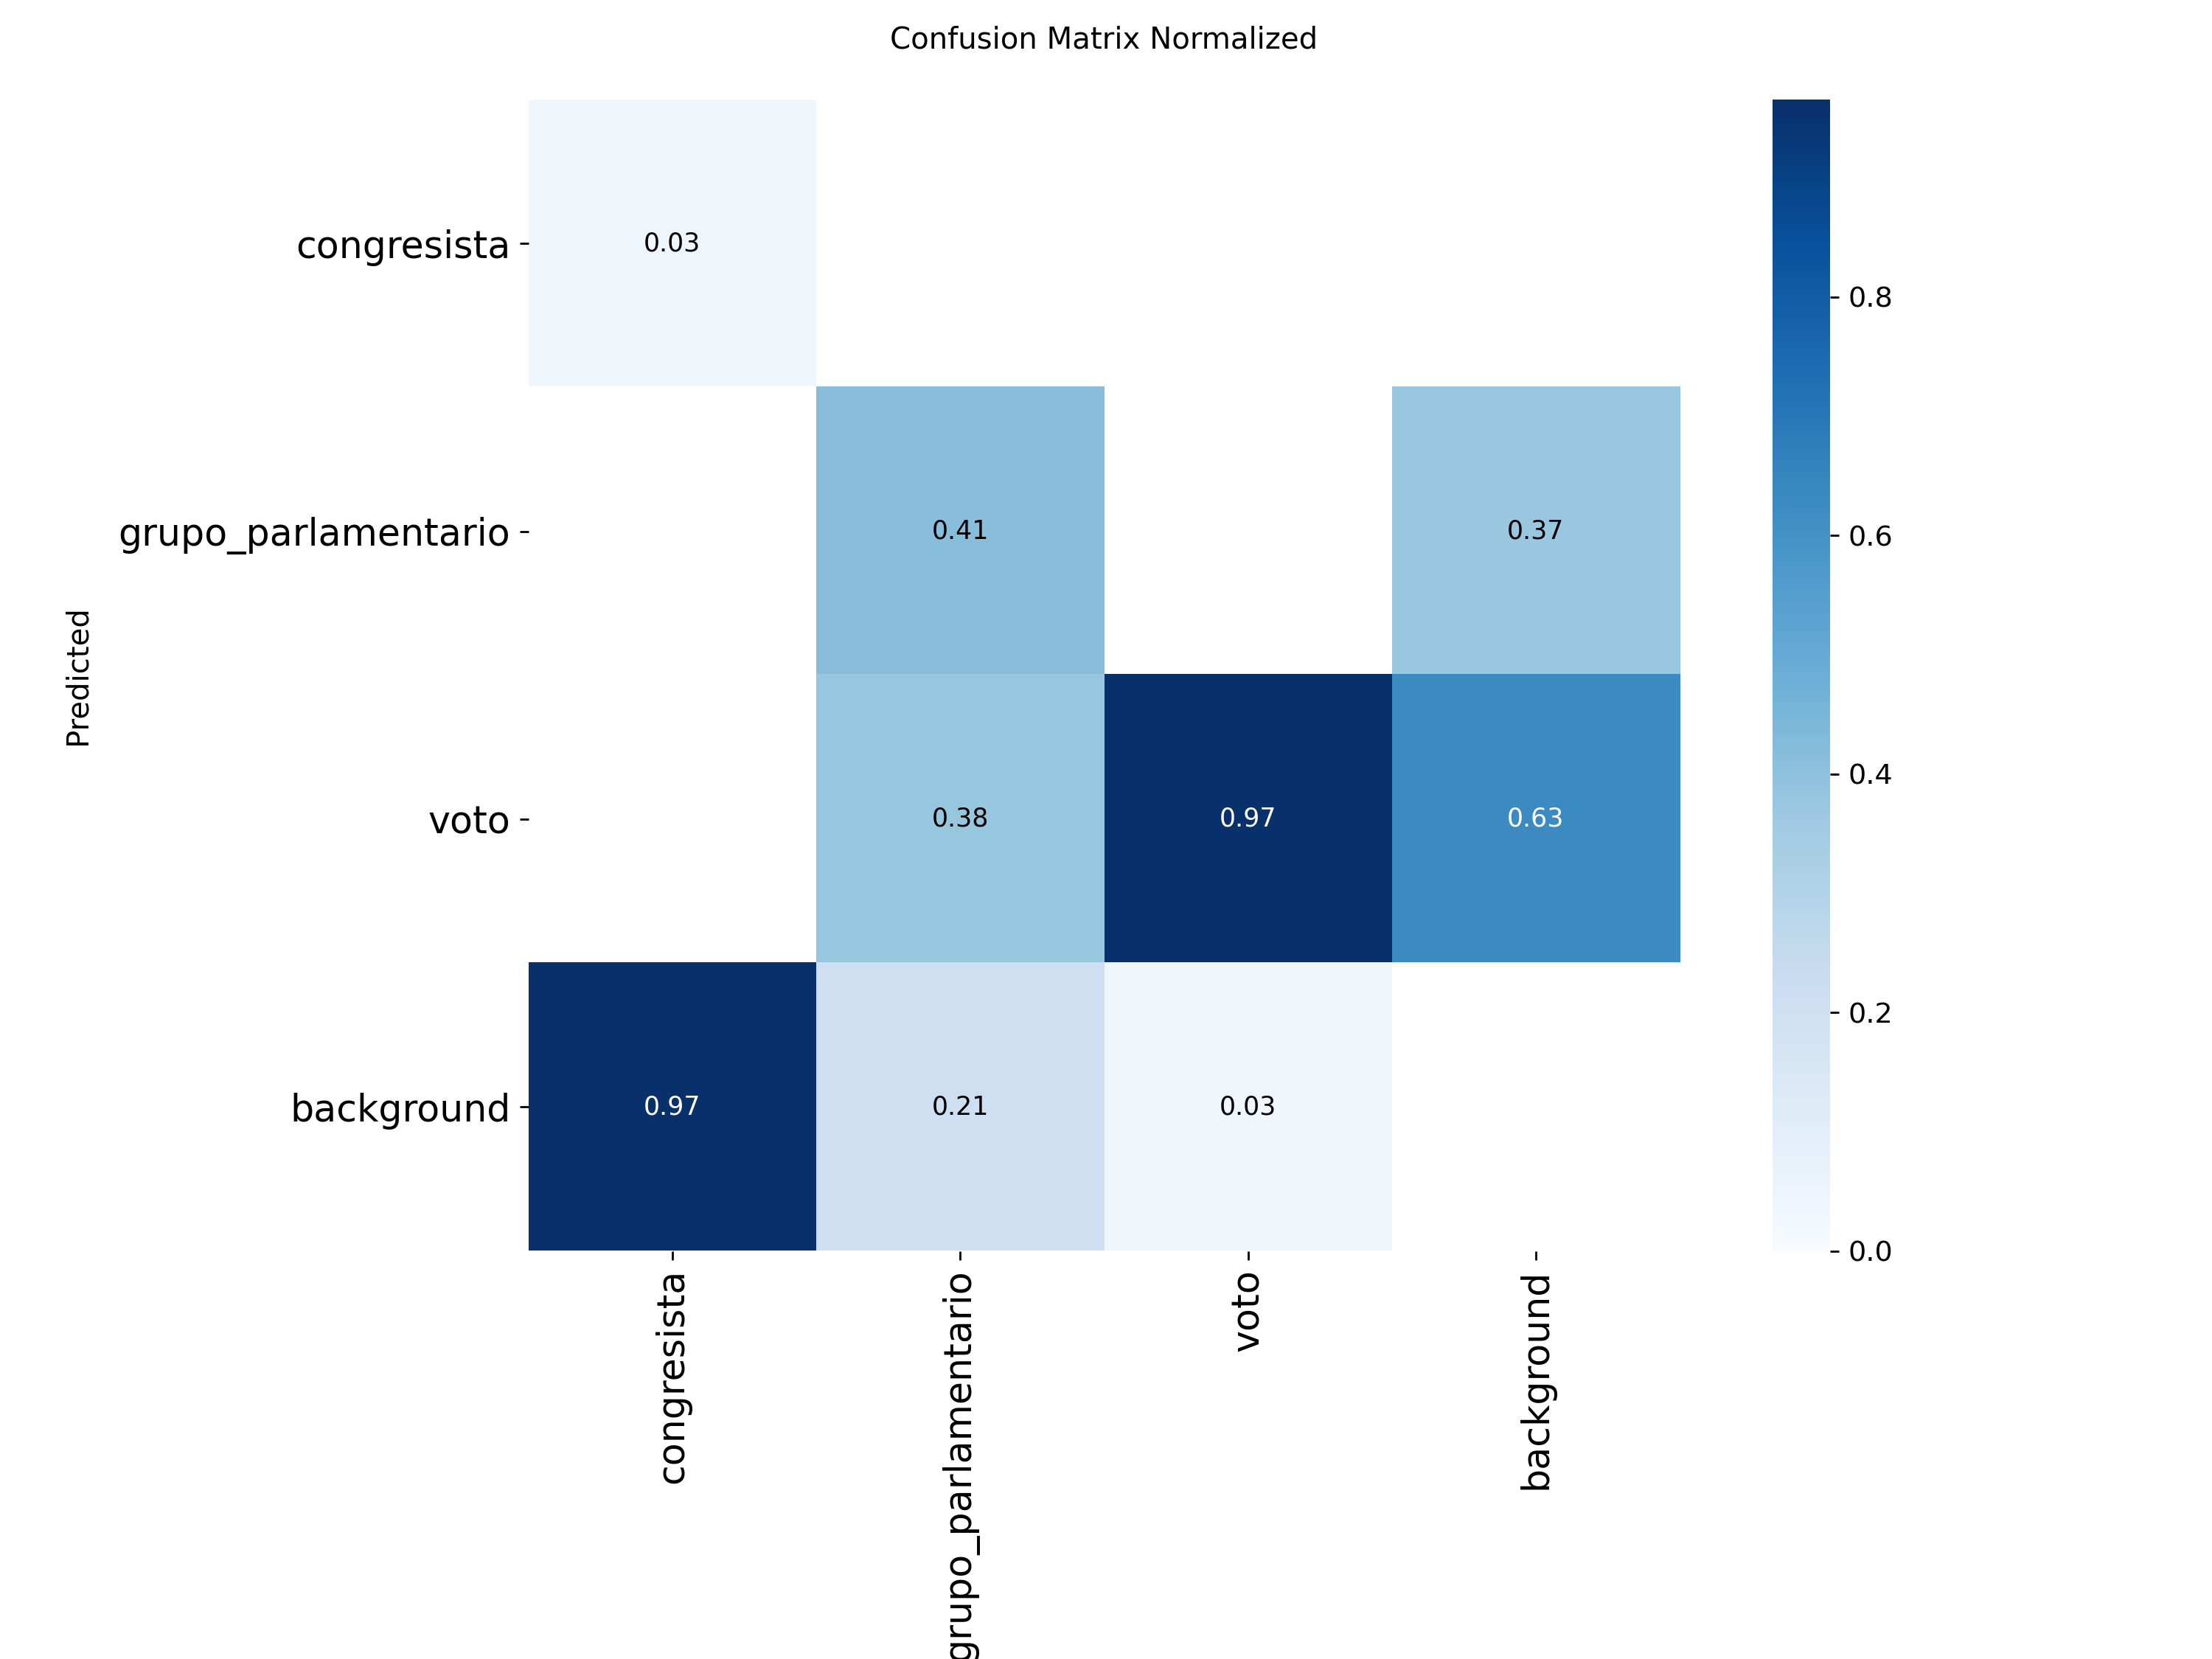 Confusion Matrix Normalized
congresista
0.03
0.8
grupo_parlamentario
0.41
0.37
0.6
Predicted
voto
0.38
0.97
0.63
0.4
background
0.97
0.21
0.03
0.2
0.0
congresista
grupo_parlamentario
voto
background